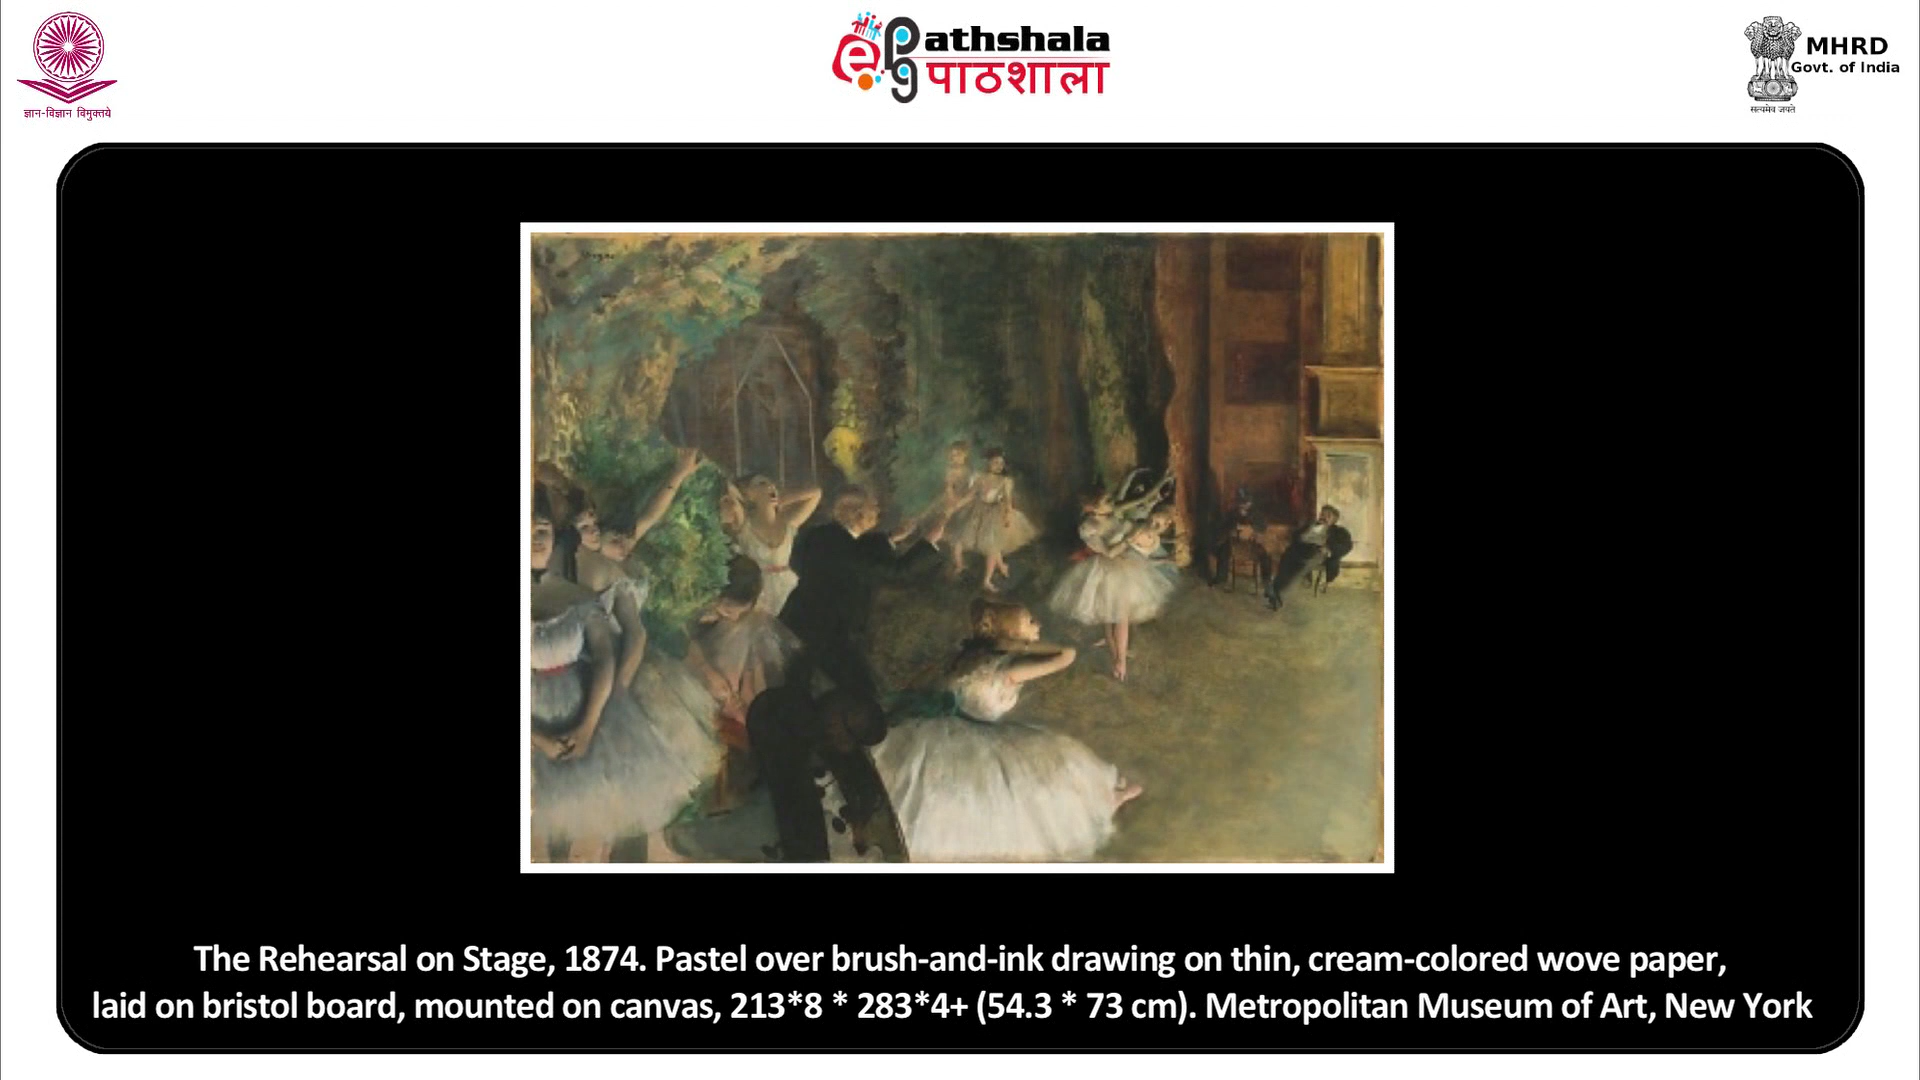 ज्ञान-विज्ञान विमुक्तये
e pg athshala
पाठशाला
MHRD
Govt. of India
सत्यमेव जयते
Degas
The Rehearsal on Stage, 1874. Pastel over brush-and-ink drawing on thin, cream-colored wove paper,
laid on bristol board, mounted on canvas, 213*8 * 283*4+ (54.3 * 73 cm). Metropolitan Museum of Art, New York